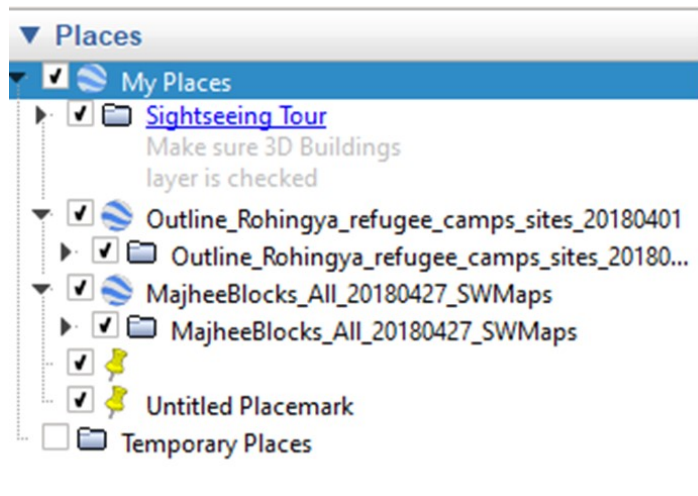 Places
My Places
Sightseeing Tour
Make sure 3D Buildings
layer is checked
Outline_Rohingya_refugee_camps_sites_20180401
Outline_Rohingya_refugee_camps_sites_20180...
MajheeBlocks_All_20180427_SWMaps
MajheeBlocks_All_20180427_SWMaps
Untitled Placemark
Temporary Places